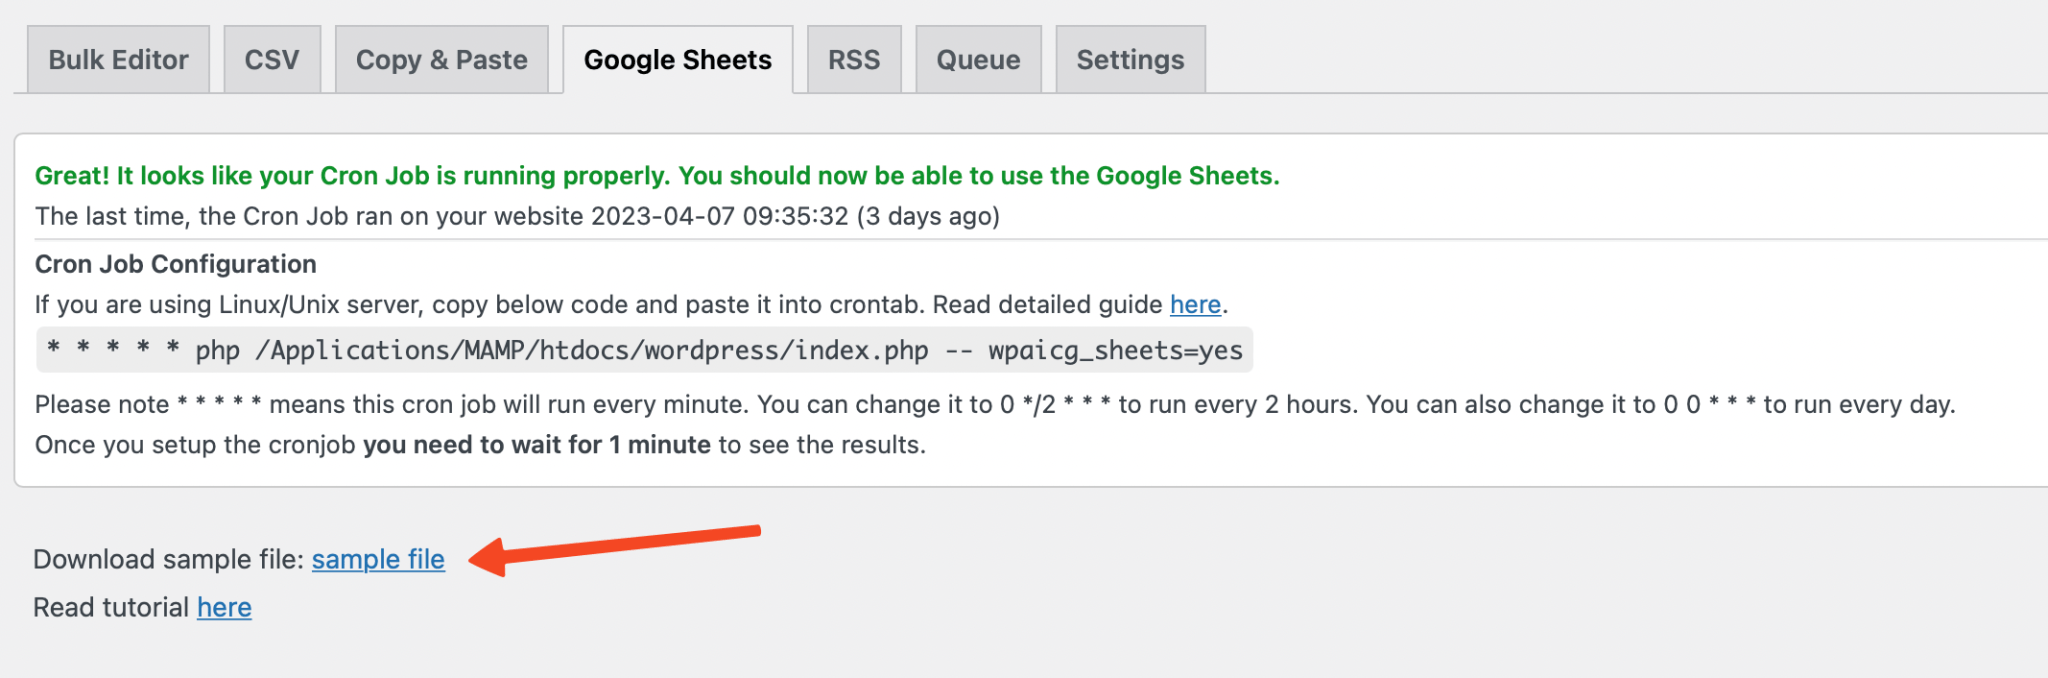 Bulk Editor CSV Copy & Paste Google Sheets RSS Queue Settings
Great! It looks like your Cron Job is running properly. You should now be able to use the Google Sheets.
The last time, the Cron Job ran on your website 2023-04-07 09:35:32 (3 days ago)
Cron Job Configuration
If you are using Linux/Unix server, copy below code and paste it into crontab. Read detailed guide here.
* * * * * php /Applications/MAMP/htdocs/wordpress/index.php -- wpaicg_sheets=yes
Please note * * * * * means this cron job will run every minute. You can change it to 0 */2 * * * to run every 2 hours. You can also change it to 0 0 * * * to run every day.
Once you setup the cronjob you need to wait for 1 minute to see the results.
Download sample file: sample file
Read tutorial here